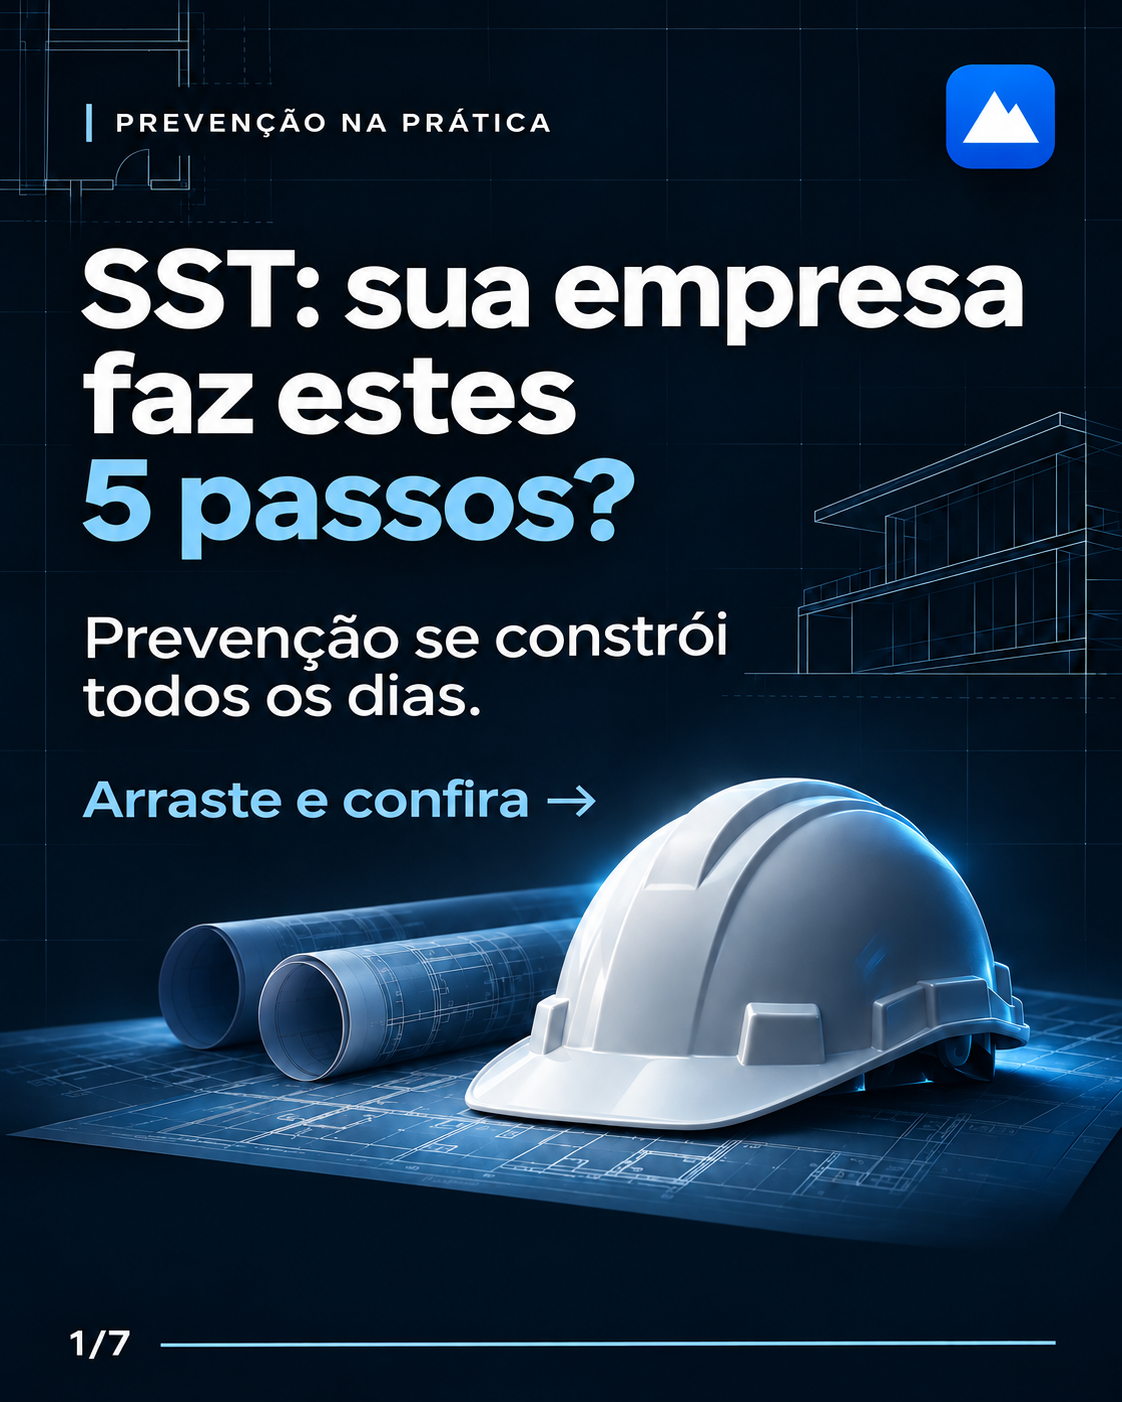 PREVENÇÃO NA PRÁTICA
SST: sua empresa
faz estes
5 passos?
Prevenção se constrói
todos os dias.
Arraste e confira →
1/7